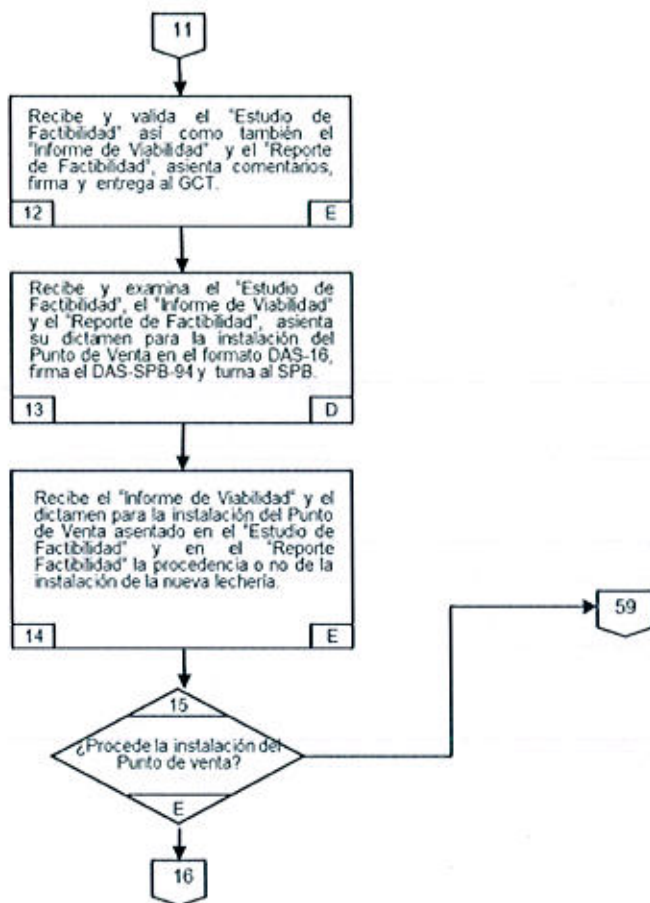 11
Recibe y valida el "Estudio de
Factibilidad" así como también el
"Informe de Viabilidad" y el "Reporte
de Factibilidad", asienta comentarios,
firma y entrega al GCT.
12
E
Recibe y examina el "Estudio de
Factibilidad", el "Informe de Viabilidad"
y el "Reporte de Factibilidad", asienta
su dictamen para la instalación del
Punto de Venta en el formato DAS-16,
firma el DAS-SPB-94 y turna al SPB.
13
D
Recibe el "Informe de Viabilidad" y el
dictamen para la instalación del Punto
de Venta asentado en el "Estudio de
Factibilidad" y en el "Reporte
Factibilidad" la procedencia o no de la
instalación de la nueva lechería.
14
E
59
15
¿Procede la instalación del
Punto de venta?
E
16